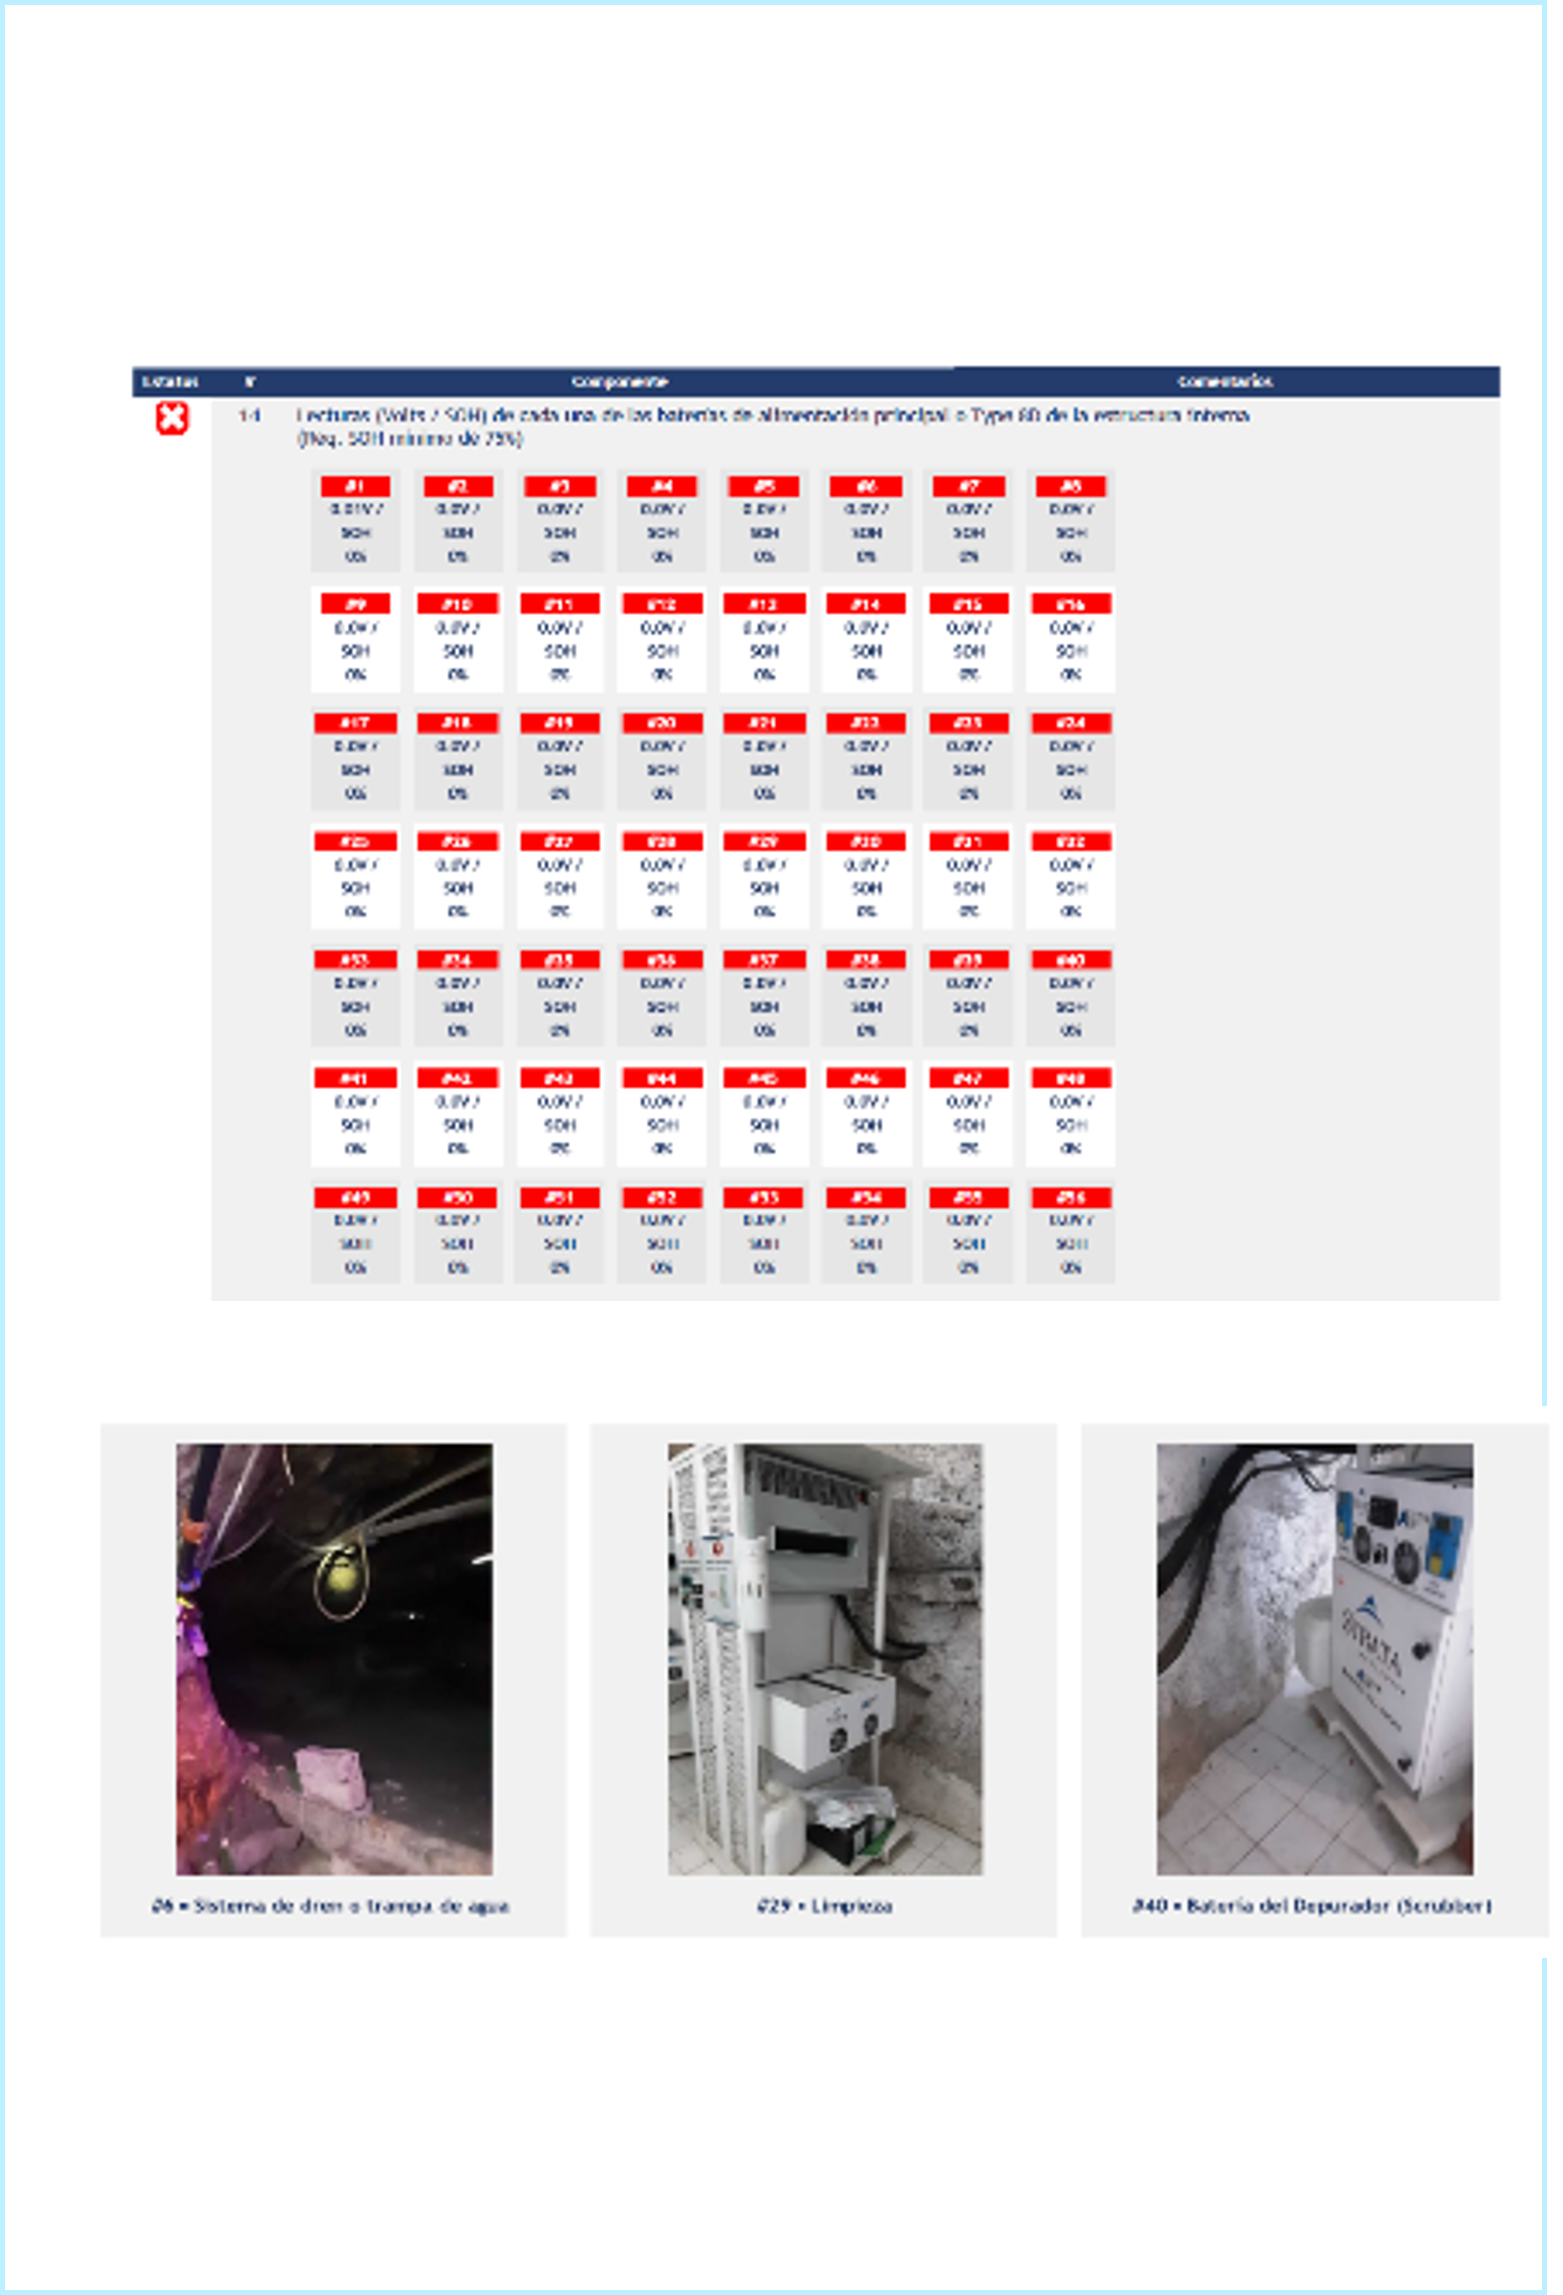 Estatus # Componente Comentarios
14 Lecturas (Volts / SOH) de cada una de las baterías de alimentación principal o Type 8D de la estructura interna
(Req. SOH mínimo de 75%)
#1 #2 #3 #4 #5 #6 #7 #8
0.01V / 0.0V / 0.0V / 0.0V / 0.0V / 0.0V / 0.0V / 0.0V /
SOH SOH SOH SOH SOH SOH SOH SOH
0% 0% 0% 0% 0% 0% 0% 0%
#9 #10 #11 #12 #13 #14 #15 #16
0.0V / 0.0V / 0.0V / 0.0V / 0.0V / 0.0V / 0.0V / 0.0V /
SOH SOH SOH SOH SOH SOH SOH SOH
0% 0% 0% 0% 0% 0% 0% 0%
#17 #18 #19 #20 #21 #22 #23 #24
0.0V / 0.0V / 0.0V / 0.0V / 0.0V / 0.0V / 0.0V / 0.0V /
SOH SOH SOH SOH SOH SOH SOH SOH
0% 0% 0% 0% 0% 0% 0% 0%
#25 #26 #27 #28 #29 #30 #31 #32
0.0V / 0.0V / 0.0V / 0.0V / 0.0V / 0.0V / 0.0V / 0.0V /
SOH SOH SOH SOH SOH SOH SOH SOH
0% 0% 0% 0% 0% 0% 0% 0%
#33 #34 #35 #36 #37 #38 #39 #40
0.0V / 0.0V / 0.0V / 0.0V / 0.0V / 0.0V / 0.0V / 0.0V /
SOH SOH SOH SOH SOH SOH SOH SOH
0% 0% 0% 0% 0% 0% 0% 0%
#41 #42 #43 #44 #45 #46 #47 #48
0.0V / 0.0V / 0.0V / 0.0V / 0.0V / 0.0V / 0.0V / 0.0V /
SOH SOH SOH SOH SOH SOH SOH SOH
0% 0% 0% 0% 0% 0% 0% 0%
#49 #50 #51 #52 #53 #54 #55 #56
0.0V / 0.0V / 0.0V / 0.0V / 0.0V / 0.0V / 0.0V / 0.0V /
SOH SOH SOH SOH SOH SOH SOH SOH
0% 0% 0% 0% 0% 0% 0% 0%
STRATA
#6 • Sistema de dren o trampa de agua
#29 • Limpieza
#40 • Batería del Depurador (Scrubber)